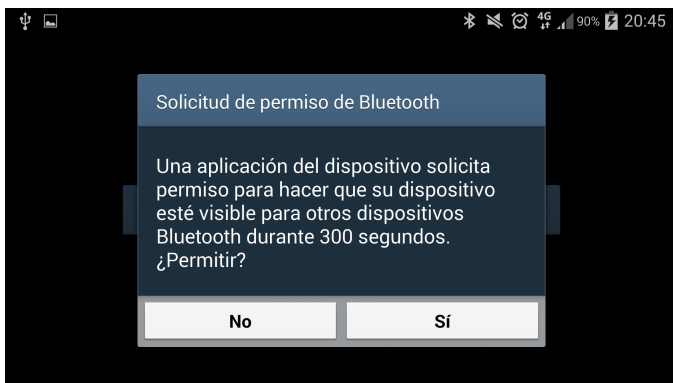 4G 90% 20:45
Solicitud de permiso de Bluetooth
Una aplicación del dispositivo solicita
permiso para hacer que su dispositivo
esté visible para otros dispositivos
Bluetooth durante 300 segundos.
¿Permitir?
No Sí